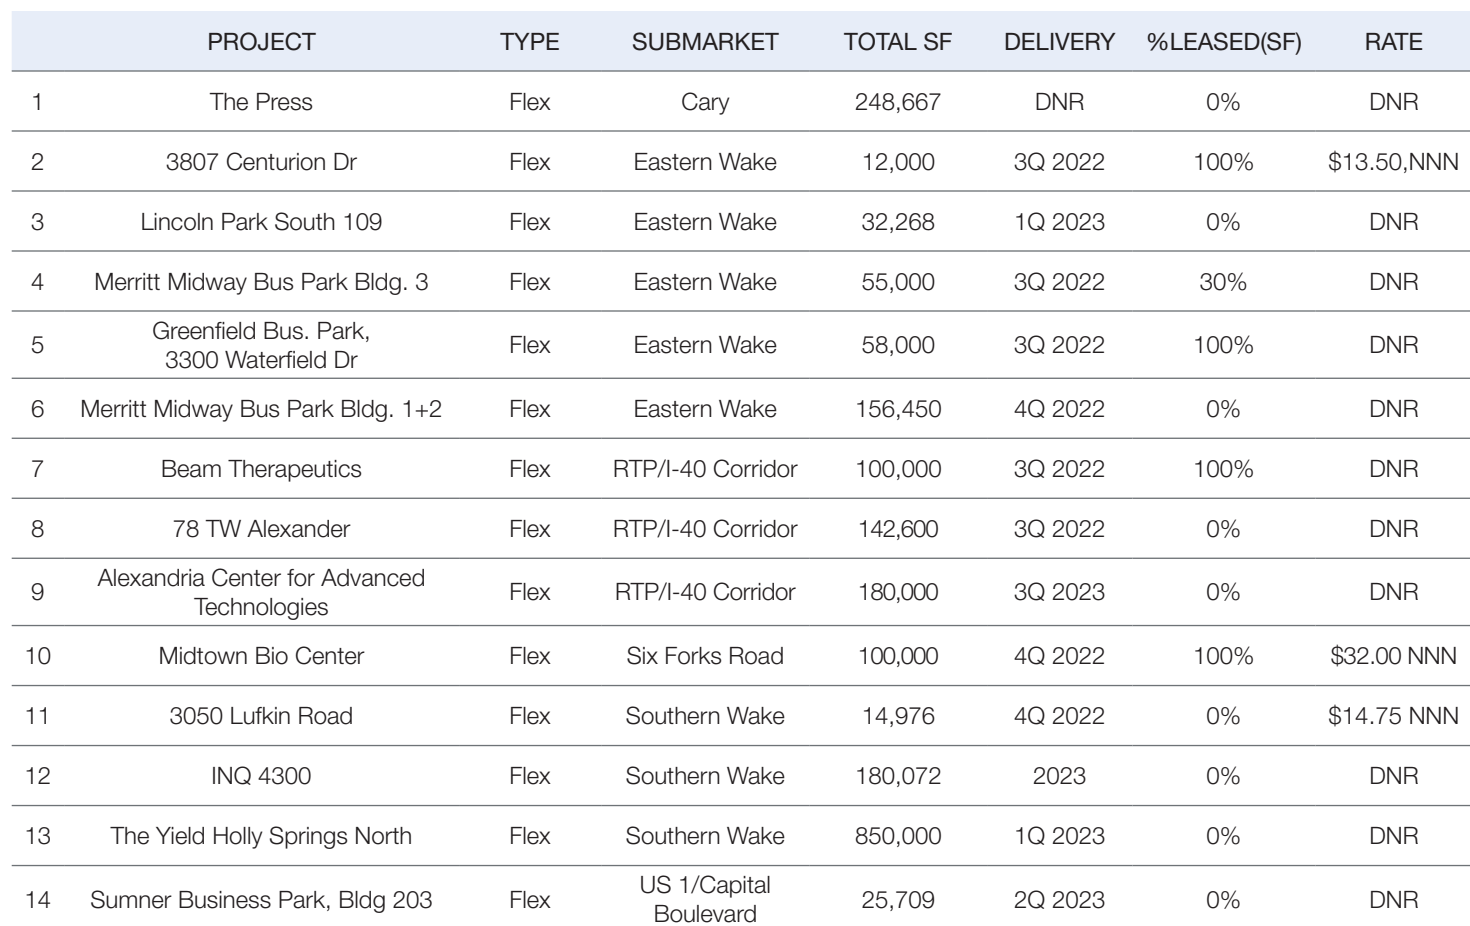 PROJECT TYPE SUBMARKET TOTAL SF DELIVERY %LEASED(SF) RATE
1 The Press Flex Cary 248,667 DNR 0% DNR
2 3807 Centurion Dr Flex Eastern Wake 12,000 3Q 2022 100% $13.50,NNN
3 Lincoln Park South 109 Flex Eastern Wake 32,268 1Q 2023 0% DNR
4 Merritt Midway Bus Park Bldg. 3 Flex Eastern Wake 55,000 3Q 2022 30% DNR
5 Greenfield Bus. Park,
3300 Waterfield Dr Flex Eastern Wake 58,000 3Q 2022 100% DNR
6 Merritt Midway Bus Park Bldg. 1+2 Flex Eastern Wake 156,450 4Q 2022 0% DNR
7 Beam Therapeutics Flex RTP/I-40 Corridor 100,000 3Q 2022 100% DNR
8 78 TW Alexander Flex RTP/I-40 Corridor 142,600 3Q 2022 0% DNR
9 Alexandria Center for Advanced
Technologies Flex RTP/I-40 Corridor 180,000 3Q 2023 0% DNR
10 Midtown Bio Center Flex Six Forks Road 100,000 4Q 2022 100% $32.00 NNN
11 3050 Lufkin Road Flex Southern Wake 14,976 4Q 2022 0% $14.75 NNN
12 INQ 4300 Flex Southern Wake 180,072 2023 0% DNR
13 The Yield Holly Springs North Flex Southern Wake 850,000 1Q 2023 0% DNR
14 Sumner Business Park, Bldg 203 Flex US 1/Capital
Boulevard 25,709 2Q 2023 0% DNR